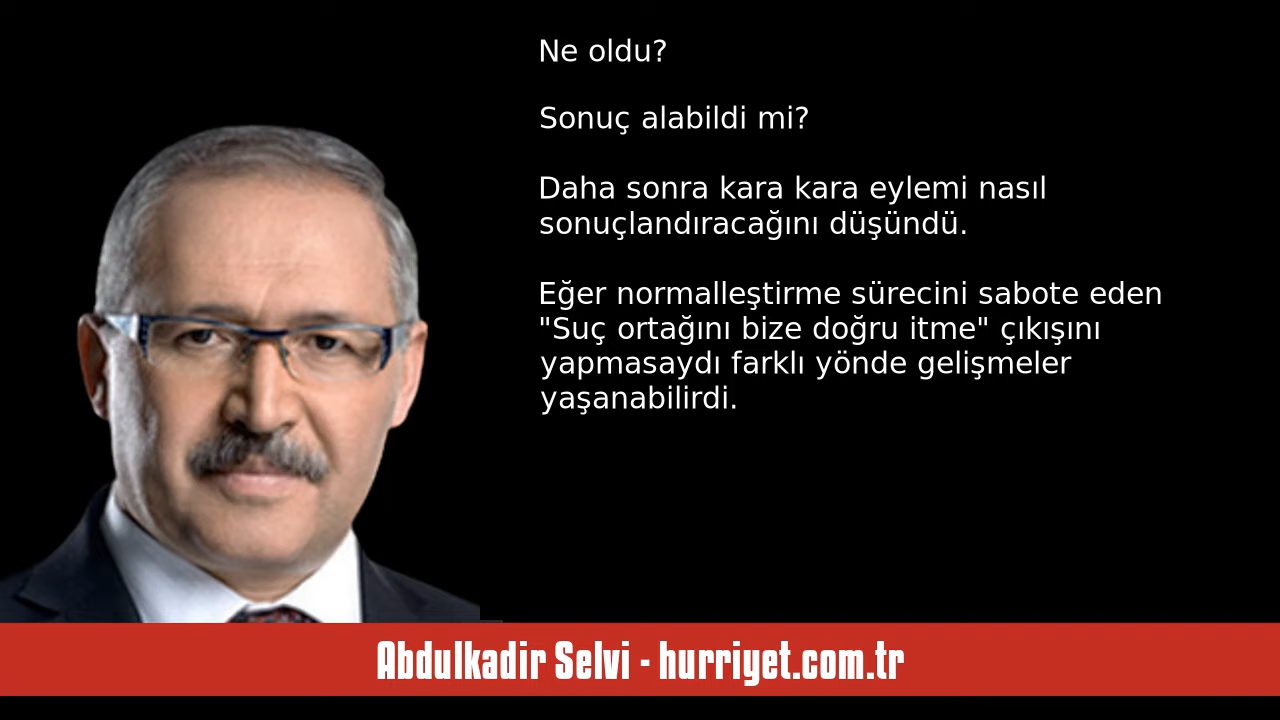 Ne oldu?
Sonuç alabildi mi?
Daha sonra kara kara eylemi nasıl
sonuçlandıracağını düşündü.
Eğer normalleştirme sürecini sabote eden
"Suç ortağını bize doğru itme" çıkışını
yapmasaydı farklı yönde gelişmeler
yaşanabilirdi.
Abdulkadir Selvi - hurriyet.com.tr